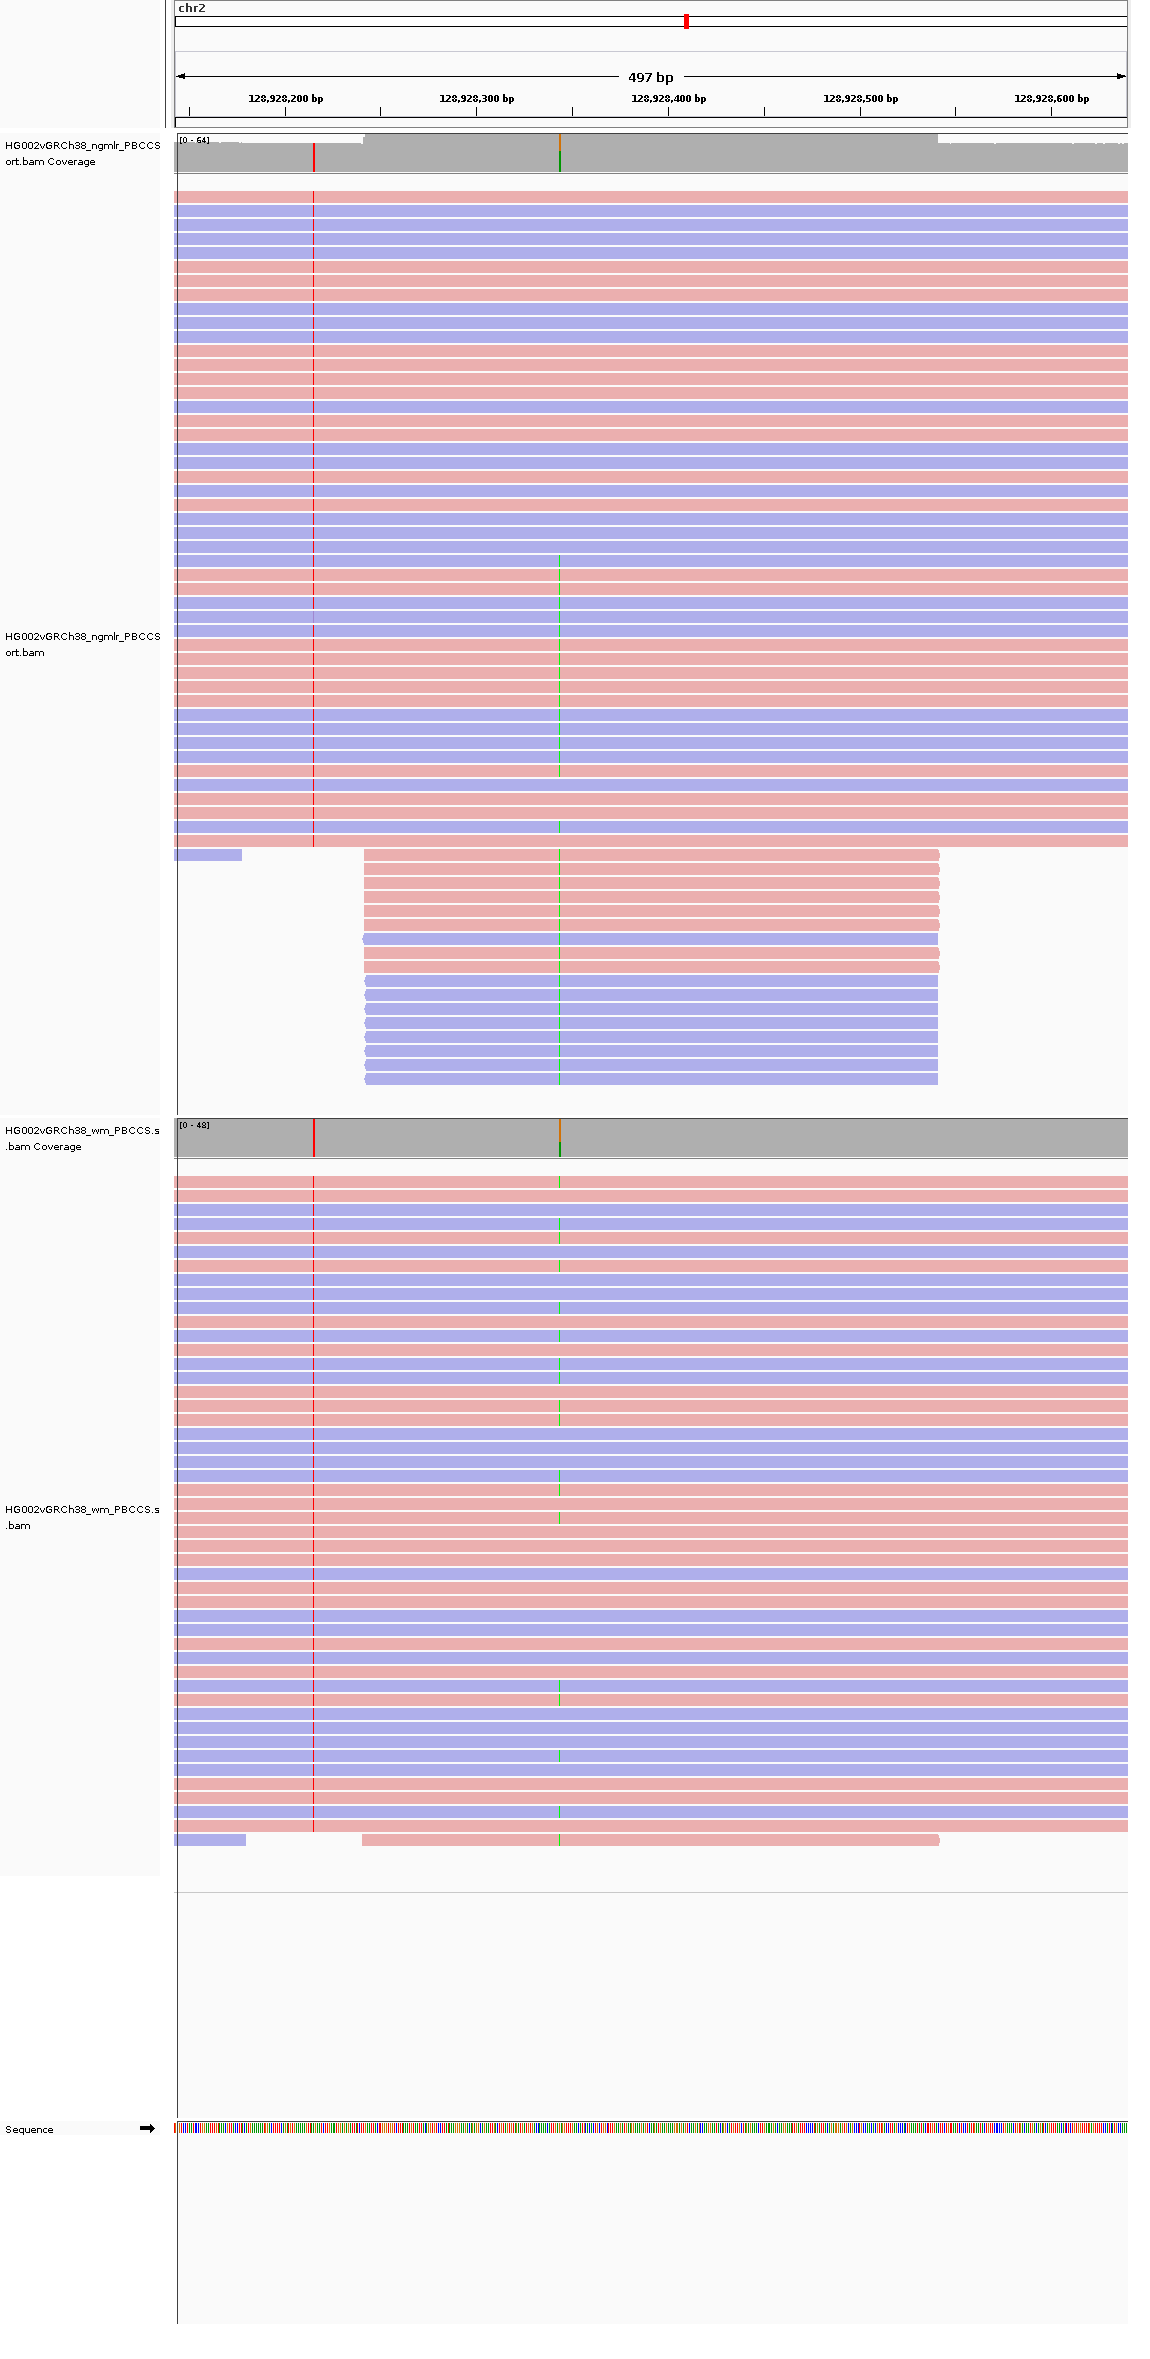 chr2
497 bp
128,928,200 bp 128,928,300 bp 128,928,400 bp 128,928,500 bp 128,928,600 bp
HG002vGRCh38_ngmlr_PBCCS
ort.bam Coverage
[0 - 64]
HG002vGRCh38_ngmlr_PBCCS
ort.bam
HG002vGRCh38_wm_PBCCS.s
.bam Coverage
[0 - 48]
HG002vGRCh38_wm_PBCCS.s
.bam
Sequence